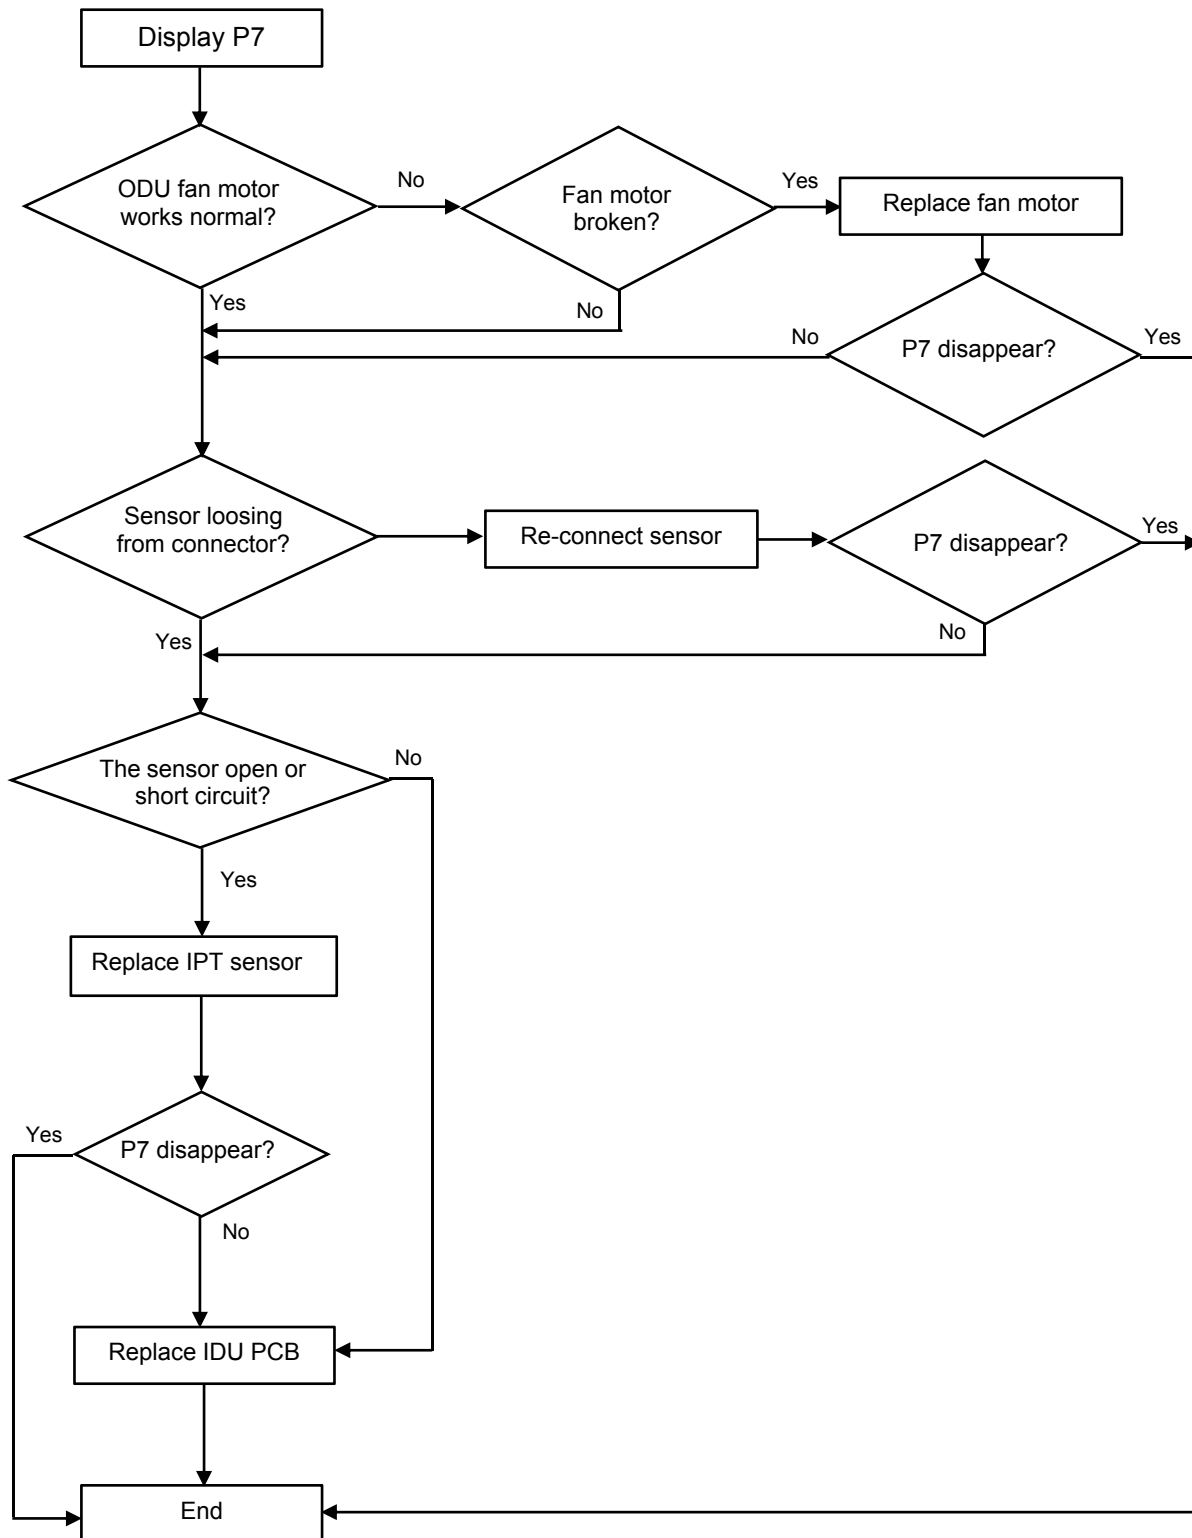 Display P7
ODU fan motor
works normal?
No
Fan motor
broken?
Yes
Replace fan motor
Yes
No
No
P7 disappear?
Yes
Sensor loosing
from connector?
Re-connect sensor
P7 disappear?
Yes
Yes
No
The sensor open or
short circuit?
No
Yes
Replace IPT sensor
Yes
P7 disappear?
No
Replace IDU PCB
End